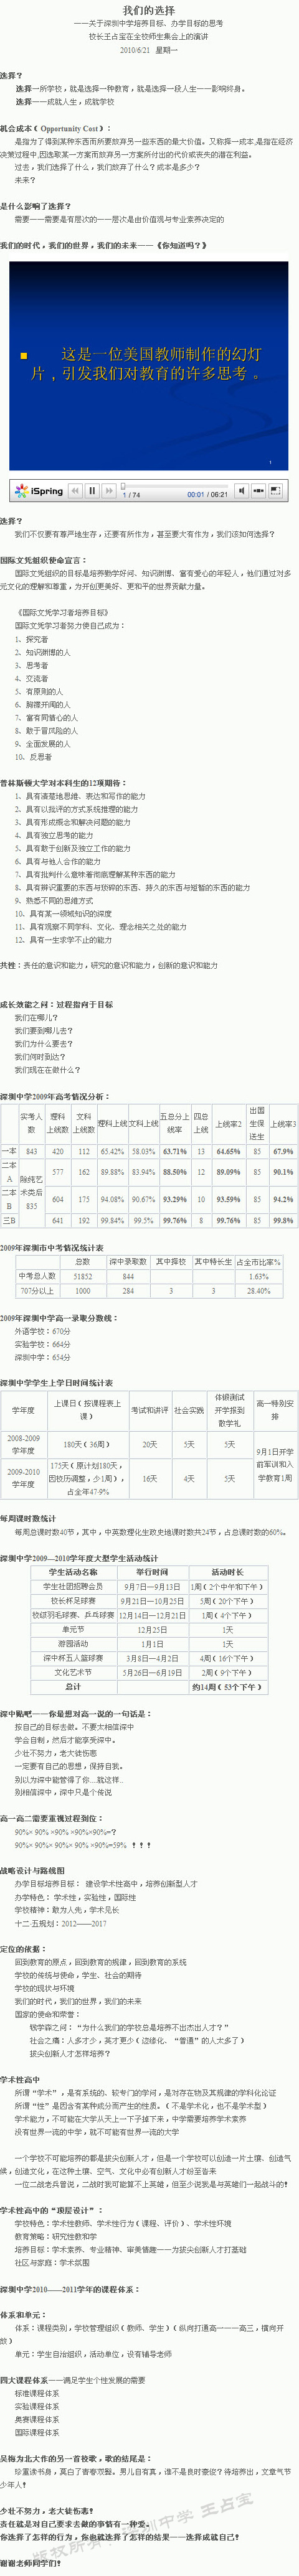 我们的选择
——关于深圳中学培养目标、办学目标的思考
校长王占宝在全校师生集会上的演讲
2010/6/21 星期一
选择？
选择一所学校，就是选择一种教育，就是选择一段人生——影响终身。
选择——成就人生，成就学校
机会成本（Opportunity Cost）：
是指为了得到某种东西而所要放弃另一些东西的最大价值。又称择一成本,是指在经济
决策过程中,因选取某一方案而放弃另一方案所付出的代价或丧失的潜在利益。
过去，我们选择了什么，我们放弃了什么？成本是多少？
未来？
是什么影响了选择？
需要——需要是有层次的——层次是由价值观与专业素养决定的
我们的时代，我们的世界，我们的未来——《你知道吗？》
这是一位美国教师制作的幻灯
片，引发我们对教育的许多思考 。
1
iSpring
1 / 74
00:01 / 06:21
选择？
我们不仅要有尊严地生存，还要有所作为，甚至要大有作为，我们该如何选择？
国际文凭组织使命宣言：
国际文凭组织的目标是培养勤学好问、知识渊博、富有爱心的年轻人，他们通过对多
元文化的理解和尊重，为开创更美好、更和平的世界贡献力量。
《国际文凭学习者培养目标》
国际文凭学习者努力使自己成为：
1、探究者
2、知识渊博的人
3、思考者
4、交流者
5、有原则的人
6、胸襟开阔的人
7、富有同情心的人
8、敢于冒风险的人
9、全面发展的人
10、反思者
普林斯顿大学对本科生的12项期待：
1、具有清楚地思维、表达和写作的能力
2、具有以批评的方式系统推理的能力
3、具有形成概念和解决问题的能力
4、具有独立思考的能力
5、具有敢于创新及独立工作的能力
6、具有与他人合作的能力
7、具有批判什么意味着彻底理解某种东西的能力
8、具有辨识重要的东西与琐碎的东西、持久的东西与短暂的东西的能力
9、熟悉不同的思维方式
10、具有某一领域知识的深度
11、具有观察不同学科、文化、理念相关之处的能力
12、具有一生求学不止的能力
共性：责任的意识和能力，研究的意识和能力，创新的意识和能力
成长效能之问：过程指向于目标
我们在哪儿？
我们要到哪儿去？
我们为什么要去？
我们何时到达？
我们现在在做什么？
深圳中学2009年高考情况分析：
实考人数 理科上线数 文科上线数 理科上线 文科上线 五总分上线率 四总上线 上线率2 出国生保送生 上线率3
一本 843 420 112 65.42% 58.03% 63.71% 13 64.65% 85 67.9%
二本A 除纯艺术类后835 577 162 89.88% 83.94% 88.50% 12 89.09% 85 90.1%
二本B 604 175 94.08% 90.67% 93.29% 10 93.59% 85 94.2%
三B 641 192 99.84% 99.5% 99.76% 8 99.76% 85 99.8%
2009年深圳市中考情况统计表
总数 深中录取数 其中择校 其中特长生 占全市比率%
中考总人数 51852 844 1.63%
707分以上 1000 284 3 3 28.40%
2009年深圳中学高一录取分数线：
外语学校：670分
实验学校：664分
深圳中学：654分
深圳中学学生上学日时间统计表
学年度 上课日（按课程表上课） 考试和讲评 社会实践 体锻测试开学报到散学礼 高一特别安排
2008-2009学年度 180天（36周） 20天 5天 5天 9月1日开学前军训和入学教育1周
2009-2010学年度 175天（原计划180天，因校历调整，少1周），占全年47.9% 16天 4天 5天
每周课时数统计
每周总课时数40节，其中，中英数理化生政史地课时数共24节，占总课时数的60%。
深圳中学2009—2010学年度大型学生活动统计
学生活动名称 举行时间 活动时长
学生社团招聘会员 9月7日—9月13日 1周（2个中午和下午）
校长杯足球赛 9月21日—10月25日 5周（20个下午）
校级羽毛球赛、乒乓球赛 12月14日—12月21日 1周（4个下午）
单元节 12月25日 1天
游园活动 1月1日 1天
深中杯五人篮球赛 3月8日—4月2日 4周（16个下午）
文化艺术节 5月26日—6月19日 2周（9个下午）
总计 约14周（53个下午）
深中贴吧——你最想对高一说的一句话是：
按自己的目标去做。不要太相信深中
学会自制，然后才能享受深中。
少壮不努力，老大徒伤悲
一定要有自己的思想，保持自我。
别以为深中能管得了你....就这样...
别相信深中，深中只是个传说
高一高二需要重视过程到位：
90%× 90% ×90% ×90%×90%=？
90%× 90%× 90%× 90% ×90%=59% ！！！
战略设计与路线图
办学目标培养目标： 建设学术性高中，培养创新型人才
办学特色： 学术性，实验性，国际性
学校精神：敢为人先，学术见长
十二·五规划：2012——2017
定位的依据：
回到教育的原点，回到教育的规律，回到教育的系统
学校的传统与使命，学生、社会的期待
学校的现状与环境
我们的时代，我们的世界，我们的未来
国家的使命和荣誉：
钱学森之问：“为什么我们的学校总是培养不出杰出人才？”
社会之痛：人多才少，英才更少（边缘化、“普通”的人太多了）
拔尖创新人才怎样培养？
学术性高中
所谓“学术”，是有系统的、较专门的学问，是对存在物及其规律的学科化论证
所谓“性”是因含有某种成分而产生的性质。（不是学术化，也不是学术型）
学术能力，不可能在大学从天上一下子掉下来，中学需要培养学术素养
没有世界一流的中学，就不可能有世界一流的大学
一个学校不可能培养的都是拔尖创新人才，但是一个学校可以创造一片土壤、创造气
候，创造文化，在这种土壤、空气、文化中必有创新人才纷至沓来
一位二战老兵曾说，二战时我可能算不上英雄，但至少说我是与英雄们一起战斗的！
学术性高中的“顶层设计”：
学校特色：学术性教师、学术性行为（课程、评价）、学术性环境
教育策略：研究性教和学
培养目标：学术素养、专业精神、审美情趣——为拔尖创新人才打基础
社区与家庭：学术氛围
深圳中学2010——2011学年的课程体系：
体系和单元：
体系：课程类别，学校管理组织（教师、学生）（纵向打通高一——高三，横向开
放）
单元：学生自治组织，活动单位，设有辅导老师
四大课程体系——满足学生个性发展的需要
标准课程体系
实验课程体系
奥赛课程体系
国际课程体系
吴梅为北大作的另一首校歌，歌的结尾是：
珍重读书身，莫白了青春双鬓。男儿自有真，谁不是良时豪俊？待培养出，文章气节
少年人！
少壮不努力，老大徒伤悲！
责任就是对自己要求去做的事情有一种爱。
你选择了怎样的行为，你也就选择了怎样的结果——选择成就自己！
谢谢老师同学们！
版权所有：深圳中学 王占宝